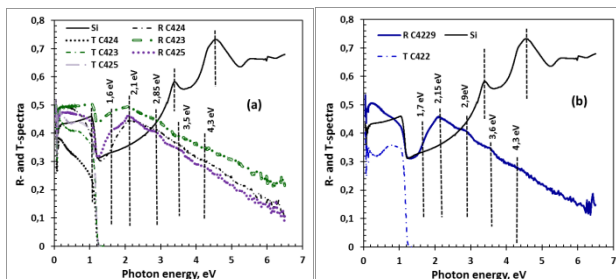 0,8
0,7
0,6
0,5
0,4
0,3
0,2
0,1
0
R- and T-spectra
Si
R C424
T C424
R C423
T C423
R C425
T C425
(a)
1,6 eV
2,1 eV
2,85 eV
3,5 eV
4,3 eV
0 1 2 3 4 5 6 7
Photon energy, eV
0,8
0,7
0,6
0,5
0,4
0,3
0,2
0,1
0
R- and T-spectra
R C4229
Si
T C422
(b)
1,7 eV
2,15 eV
2,9eV
3,6 eV
4,3 eV
0 1 2 3 4 5 6 7
Photon energy, eV